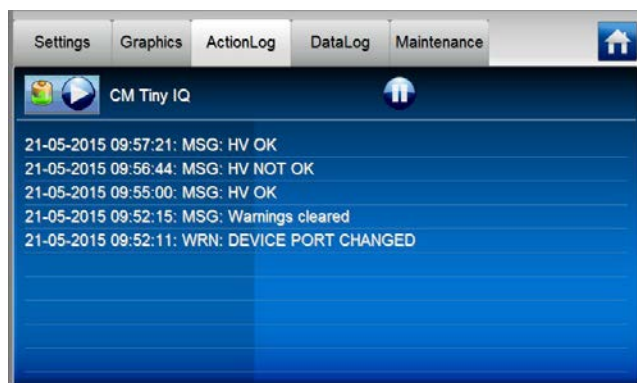 Settings Graphics ActionLog DataLog Maintenance
CM Tiny IQ
21-05-2015 09:57:21: MSG: HV OK
21-05-2015 09:56:44: MSG: HV NOT OK
21-05-2015 09:55:00: MSG: HV OK
21-05-2015 09:52:15: MSG: Warnings cleared
21-05-2015 09:52:11: WRN: DEVICE PORT CHANGED